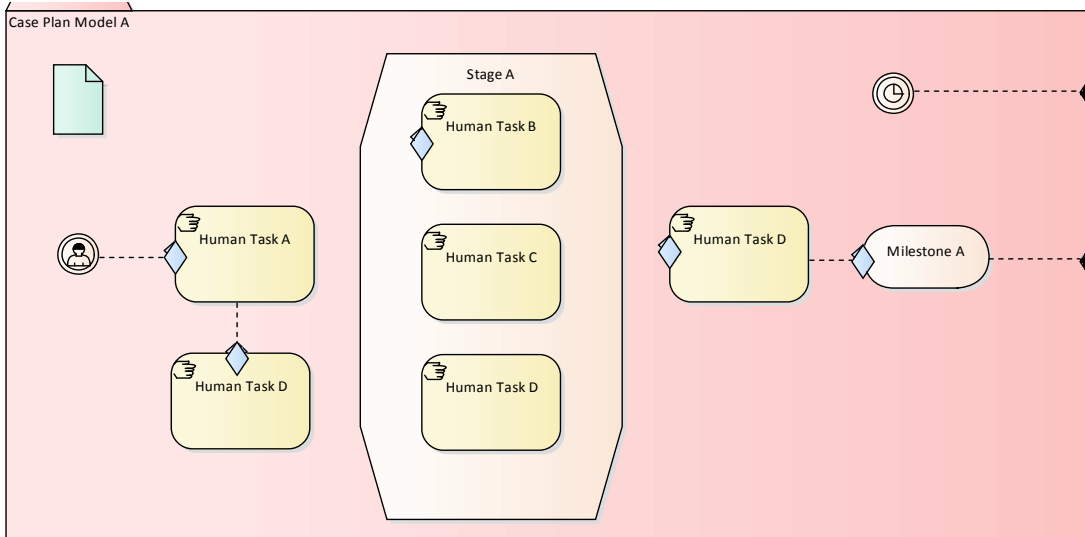 Case Plan Model A
Stage A
Human Task B
Human Task A
Human Task C
Human Task D
Milestone A
Human Task D
Human Task D